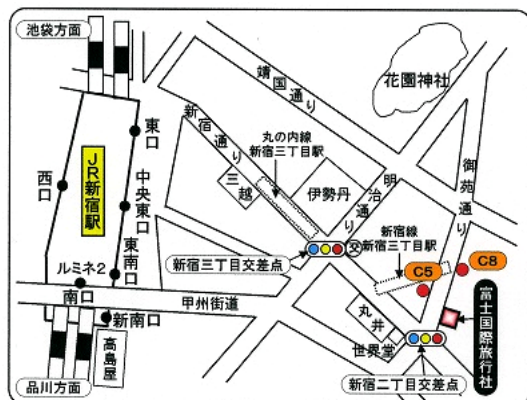 池袋方面
靖国通り
花園神社
新宿通り
丸の内線
新宿三丁目駅
三越
伊勢丹
明治通り
御苑通り
東口
JR新宿駅
西口
中央東口
東南口
ルミネ2
南口
新南口
甲州街道
高島屋
品川方面
新宿三丁目交差点
交
新宿線
新宿三丁目駅
C5
C8
丸井
世界堂
富士国際旅行社
新宿二丁目交差点